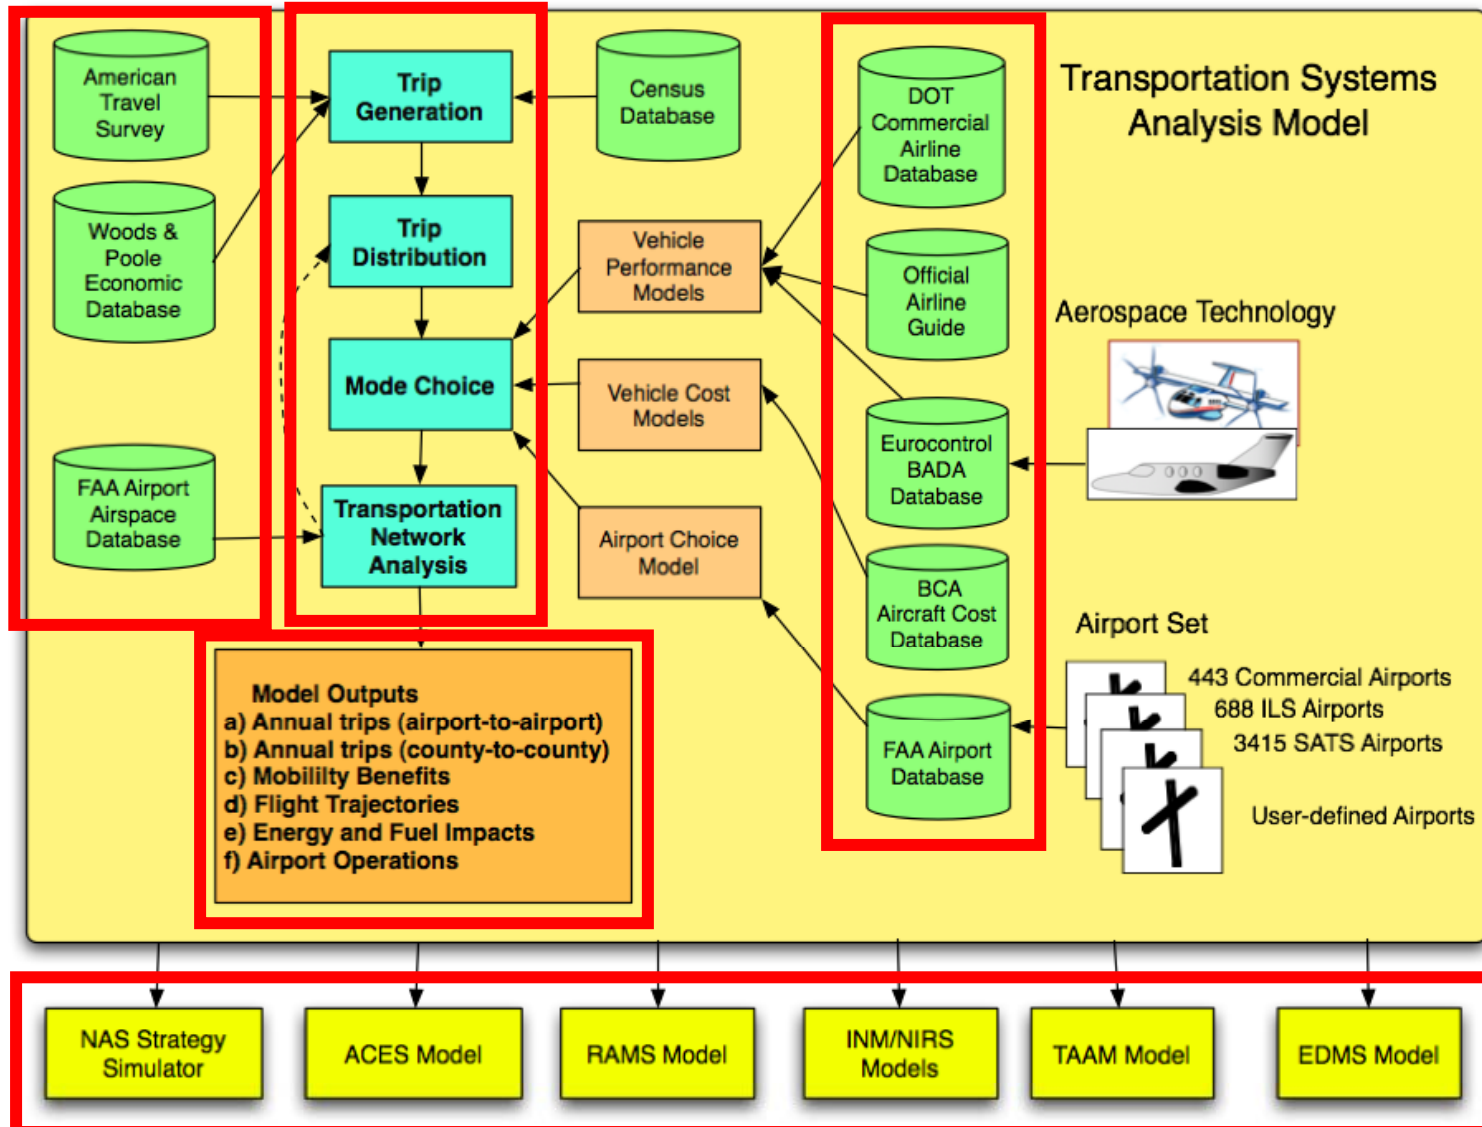 American
Travel
Survey
Trip
Generation
Census
Database
DOT
Commercial
Airline
Database
Transportation Systems
Analysis Model
Woods &
Poole
Economic
Database
Trip
Distribution
Vehicle
Performance
Models
Official
Airline
Guide
Aerospace Technology
Mode Choice
Vehicle Cost
Models
Eurocontrol
BADA
Database
FAA Airport
Airspace
Database
Transportation
Network
Analysis
Airport Choice
Model
BCA
Aircraft Cost
Database
Airport Set
443 Commercial Airports
688 ILS Airports
3415 SATS Airports
User-defined Airports
FAA Airport
Database
Model Outputs
a) Annual trips (airport-to-airport)
b) Annual trips (county-to-county)
c) Mobililty Benefits
d) Flight Trajectories
e) Energy and Fuel Impacts
f) Airport Operations
NAS Strategy
Simulator
ACES Model
RAMS Model
INM/NIRS
Models
TAAM Model
EDMS Model